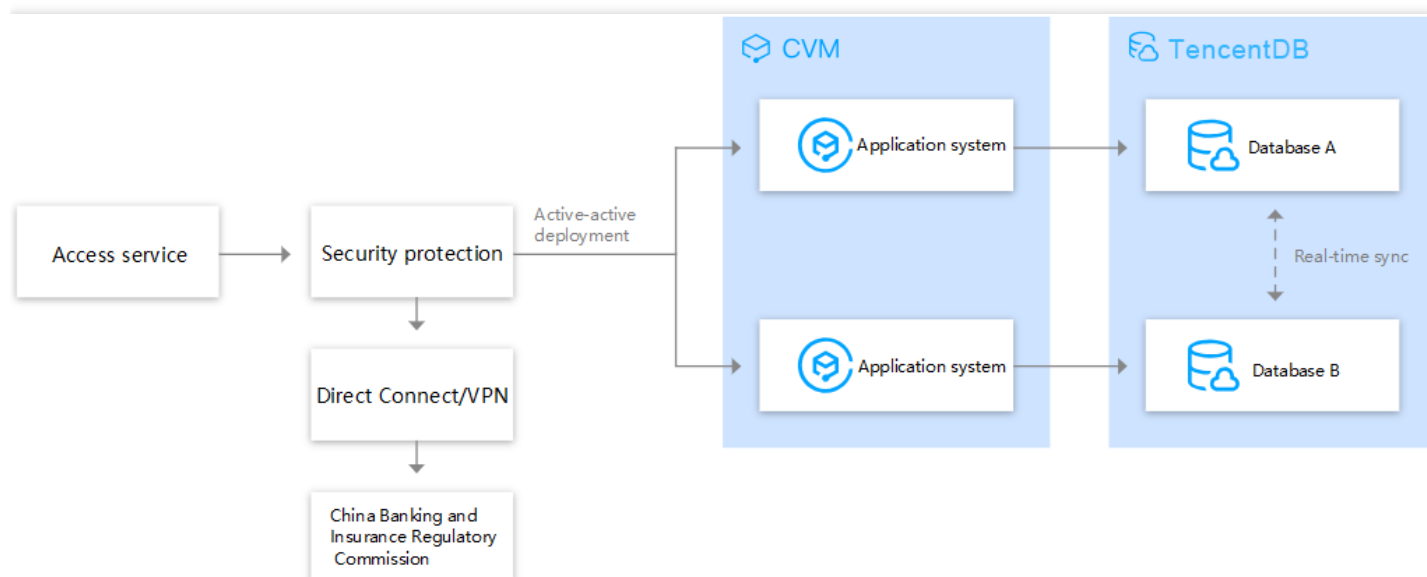 CVM
TencentDB
Application system
Database A
Access service
Security protection
Active-active
deployment
Real-time sync
Direct Connect/VPN
Application system
Database B
China Banking and
Insurance Regulatory
Commission